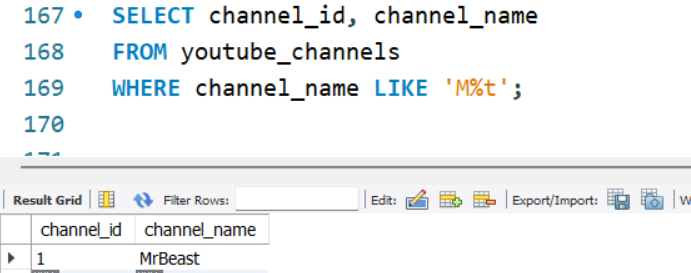 167 SELECT channel_id, channel_name
168 FROM youtube_channels
169 WHERE channel_name LIKE 'M%t';
170
Result Grid Filter Rows: Edit: Export/Import: W
channel_id channel_name
1 MrBeast